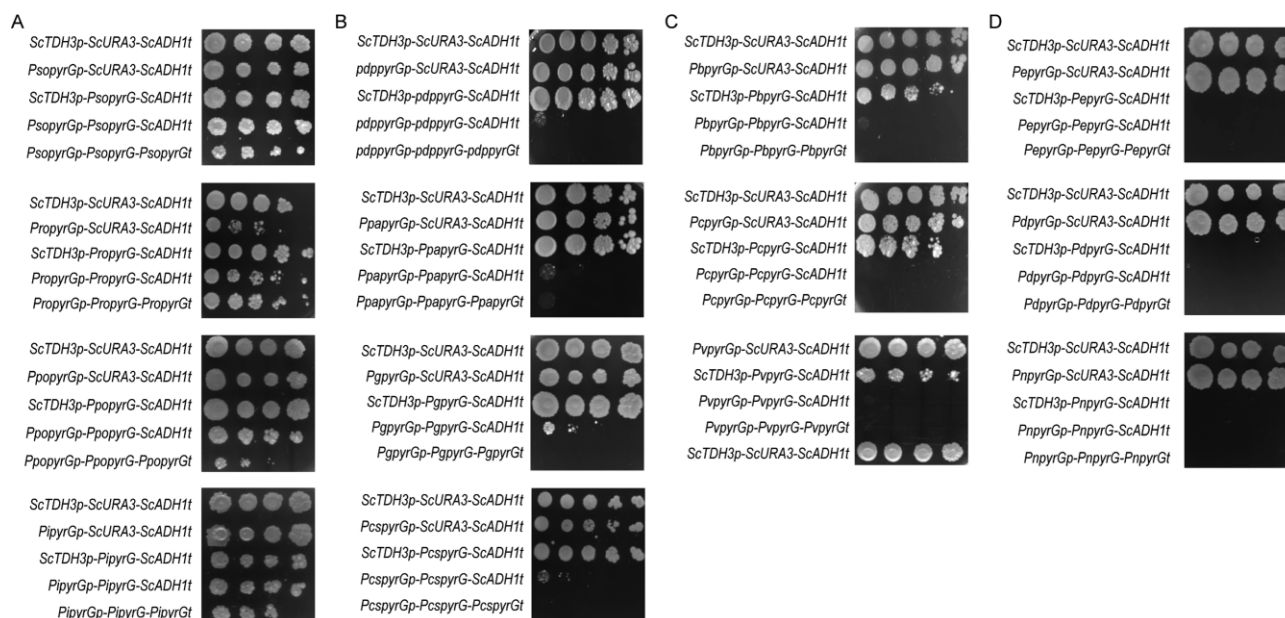 A
ScTDH3p-ScURA3-ScADH1t
PsopyrGp-ScURA3-ScADH1t
ScTDH3p-PsopyrG-ScADH1t
PsopyrGp-PsopyrG-ScADH1t
PsopyrGp-PsopyrG-PsopyrGt
ScTDH3p-ScURA3-ScADH1t
PropyrGp-ScURA3-ScADH1t
ScTDH3p-PropyrG-ScADH1t
PropyrGp-PropyrG-ScADH1t
PropyrGp-PropyrG-PropyrGt
ScTDH3p-ScURA3-ScADH1t
PpopyrGp-ScURA3-ScADH1t
ScTDH3p-PpopyrG-ScADH1t
PpopyrGp-PpopyrG-ScADH1t
PpopyrGp-PpopyrG-PpopyrGt
ScTDH3p-ScURA3-ScADH1t
PipyrGp-ScURA3-ScADH1t
ScTDH3p-PipyrG-ScADH1t
PipyrGp-PipyrG-ScADH1t
PipyrGp-PipyrG-PipyrGt
B
ScTDH3p-ScURA3-ScADH1t
pdppyrGp-ScURA3-ScADH1t
ScTDH3p-pdppyrG-ScADH1t
pdppyrGp-pdppyrG-ScADH1t
pdppyrGp-pdppyrG-pdppyrGt
ScTDH3p-ScURA3-ScADH1t
PpapyrGp-ScURA3-ScADH1t
ScTDH3p-PpapyrG-ScADH1t
PpapyrGp-PpapyrG-ScADH1t
PpapyrGp-PpapyrG-PpapyrGt
ScTDH3p-ScURA3-ScADH1t
PgpyrGp-ScURA3-ScADH1t
ScTDH3p-PgpyrG-ScADH1t
PgpyrGp-PgpyrG-ScADH1t
PgpyrGp-PgpyrG-PgpyrGt
ScTDH3p-ScURA3-ScADH1t
PcspyrGp-ScURA3-ScADH1t
ScTDH3p-PcspyrG-ScADH1t
PcspyrGp-PcspyrG-ScADH1t
PcspyrGp-PcspyrG-PcspyrGt
C
ScTDH3p-ScURA3-ScADH1t
PbpyrGp-ScURA3-ScADH1t
ScTDH3p-PbpyrG-ScADH1t
PbpyrGp-PbpyrG-ScADH1t
PbpyrGp-PbpyrG-PbpyrGt
ScTDH3p-ScURA3-ScADH1t
PcpyrGp-ScURA3-ScADH1t
ScTDH3p-PcpyrG-ScADH1t
PcpyrGp-PcpyrG-ScADH1t
PcpyrGp-PcpyrG-PcpyrGt
PvpyrGp-ScURA3-ScADH1t
ScTDH3p-PvpyrG-ScADH1t
PvpyrGp-PvpyrG-ScADH1t
PvpyrGp-PvpyrG-PvpyrGt
ScTDH3p-ScURA3-ScADH1t
D
ScTDH3p-ScURA3-ScADH1t
PepyrGp-ScURA3-ScADH1t
ScTDH3p-PepyrG-ScADH1t
PepyrGp-PepyrG-ScADH1t
PepyrGp-PepyrG-PepyrGt
ScTDH3p-ScURA3-ScADH1t
PdpyrGp-ScURA3-ScADH1t
ScTDH3p-PdpyrG-ScADH1t
PdpyrGp-PdpyrG-ScADH1t
PdpyrGp-PdpyrG-PdpyrGt
ScTDH3p-ScURA3-ScADH1t
PnpyrGp-ScURA3-ScADH1t
ScTDH3p-PnpyrG-ScADH1t
PnpyrGp-PnpyrG-ScADH1t
PnpyrGp-PnpyrG-PnpyrGt